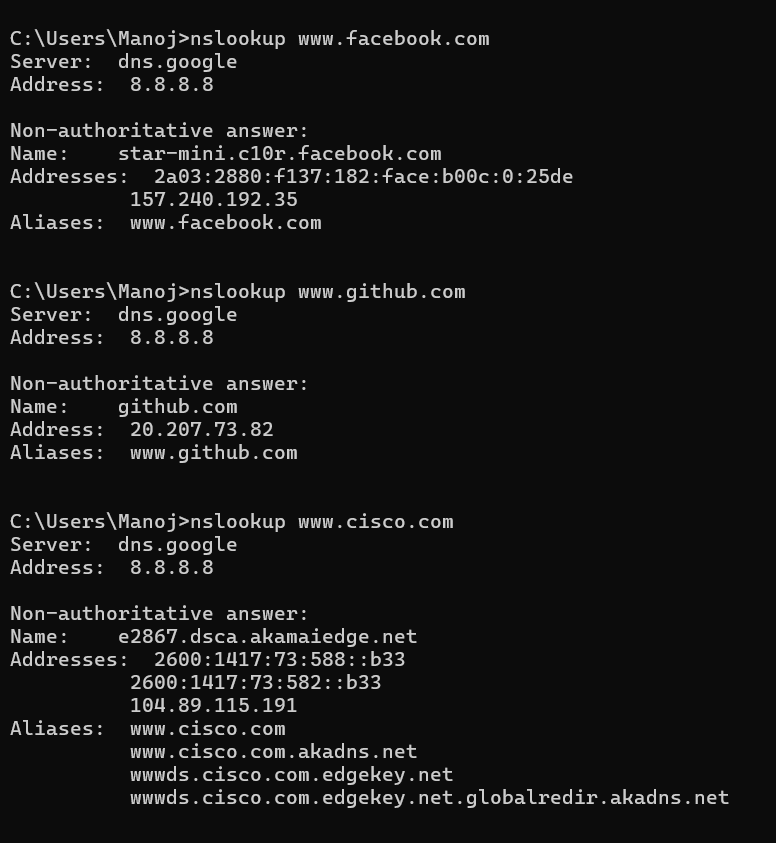 C:\Users\Manoj>nslookup www.facebook.com
Server:  dns.google
Address:  8.8.8.8

Non-authoritative answer:
Name:    star-mini.c10r.facebook.com
Addresses:  2a03:2880:f137:182:face:b00c:0:25de
          157.240.192.35
Aliases:  www.facebook.com

C:\Users\Manoj>nslookup www.github.com
Server:  dns.google
Address:  8.8.8.8

Non-authoritative answer:
Name:    github.com
Address:  20.207.73.82
Aliases:  www.github.com

C:\Users\Manoj>nslookup www.cisco.com
Server:  dns.google
Address:  8.8.8.8

Non-authoritative answer:
Name:    e2867.dsca.akamaiedge.net
Addresses:  2600:1417:73:588::b33
          2600:1417:73:582::b33
          104.89.115.191
Aliases:  www.cisco.com
          www.cisco.com.akadns.net
          wwwds.cisco.com.edgekey.net
          wwwds.cisco.com.edgekey.net.globalredir.akadns.net